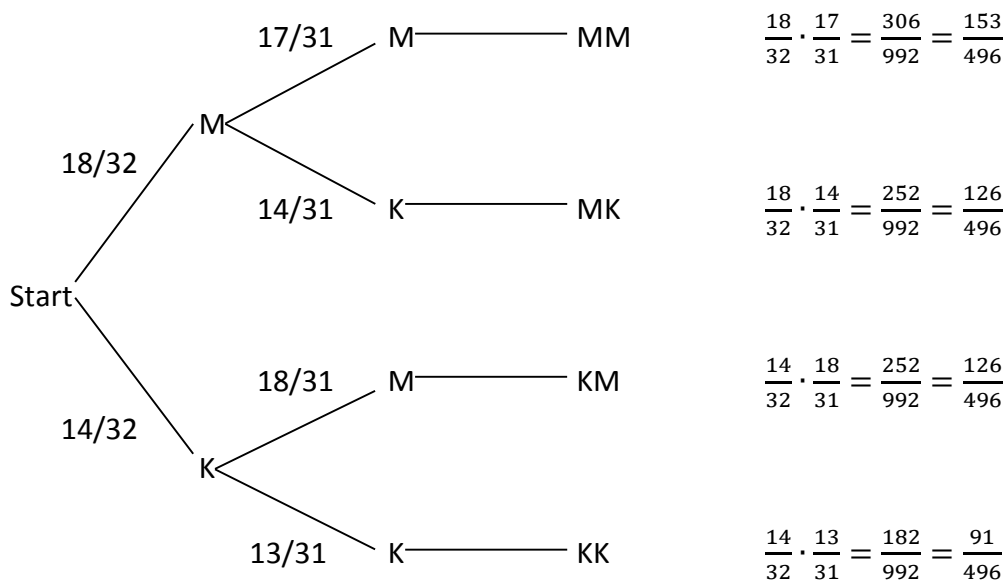 17/31 M MM 18/32 · 17/31 = 306/992 = 153/496
M
18/32
14/31 K MK 18/32 · 14/31 = 252/992 = 126/496
Start
18/31 M KM 14/32 · 18/31 = 252/992 = 126/496
14/32
K
13/31 K KK 14/32 · 13/31 = 182/992 = 91/496